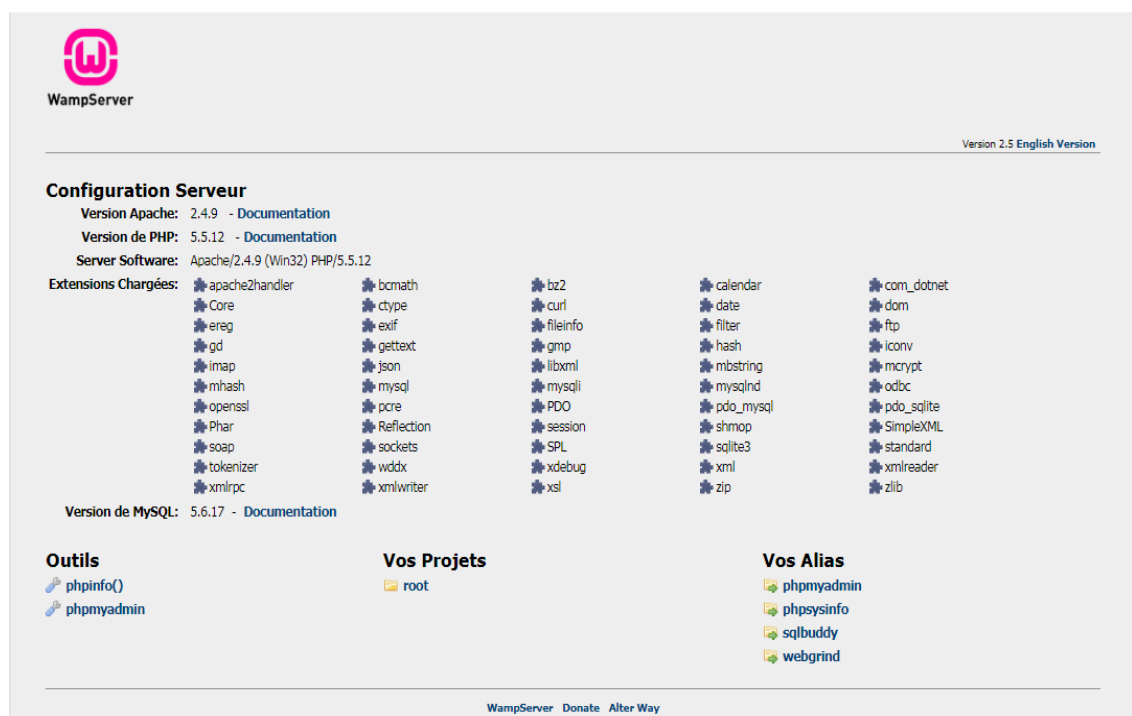 WampServer
Version 2.5 English Version
Configuration Serveur
Version Apache: 2.4.9 - Documentation
Version de PHP: 5.5.12 - Documentation
Server Software: Apache/2.4.9 (Win32) PHP/5.5.12
Extensions Chargées: apache2handler bcmath bz2 calendar com_dotnet
Core ctype curl date dom
ereg exif fileinfo filter ftp
gd gettext gmp hash iconv
imap json libxml mbstring mcrypt
mhash mysql mysqli mysqlnd odbc
openssl pcre PDO pdo_mysql pdo_sqlite
Phar Reflection session shmop SimpleXML
soap sockets SPL sqlite3 standard
tokenizer wddx xdebug xml xmlreader
xmlrpc xmlwriter xsl zip zlib
Version de MySQL: 5.6.17 - Documentation
Outils
phpinfo()
phpmyadmin
Vos Projets
root
Vos Alias
phpmyadmin
phpsysinfo
sqlbuddy
webgrind
WampServer Donate Alter Way